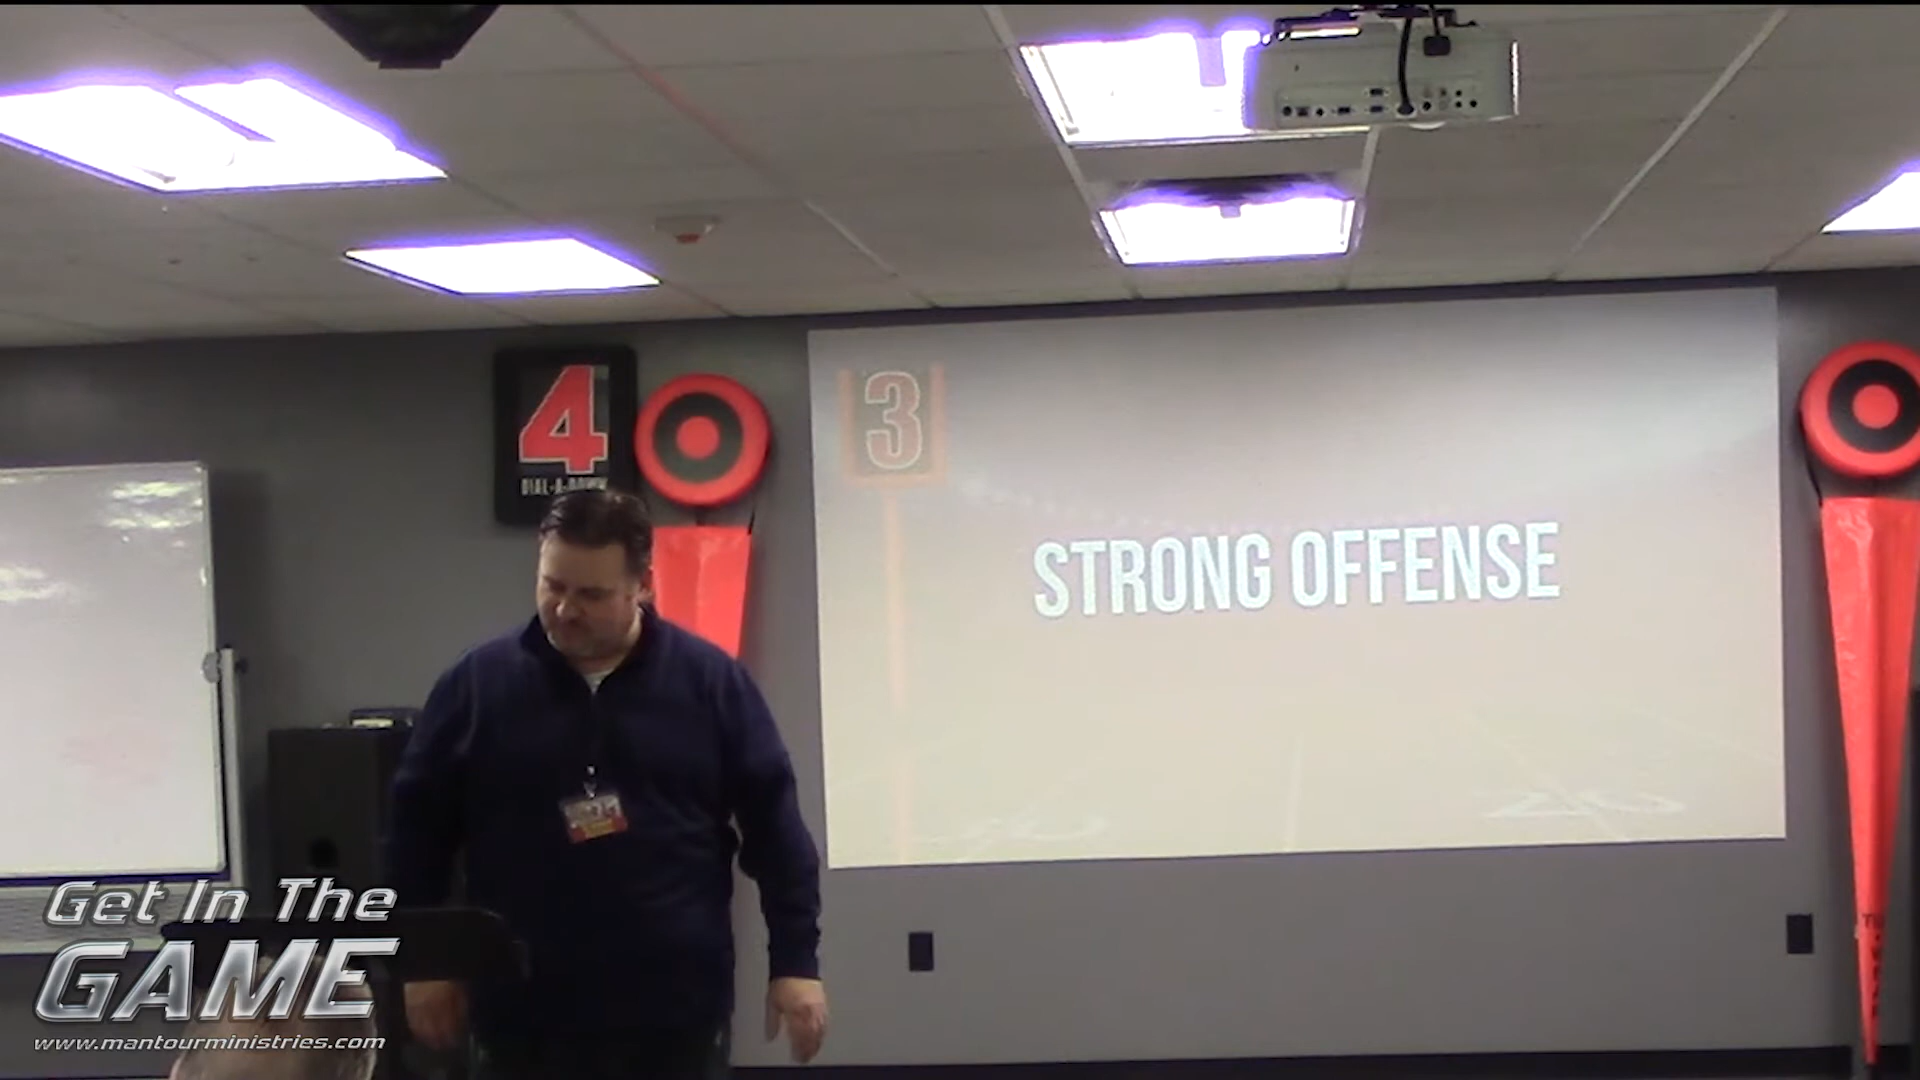 4
DIAL-A-DOWN
3
STRONG OFFENSE
Get In The
GAME
www.mantourministries.com